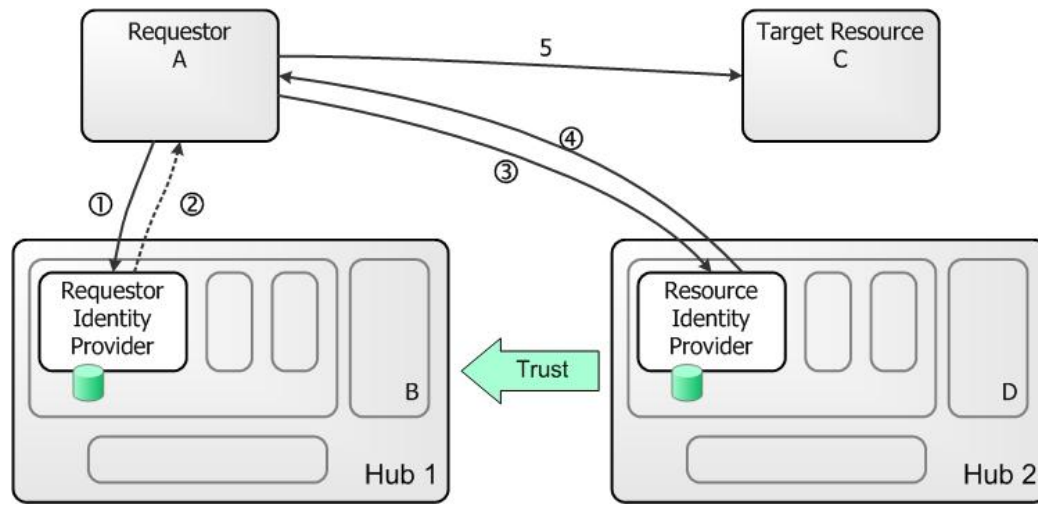 Requestor
A
5
Target Resource
C
④
③
①
②
Requestor
Identity
Provider
B
Hub 1
Trust
Resource
Identity
Provider
D
Hub 2